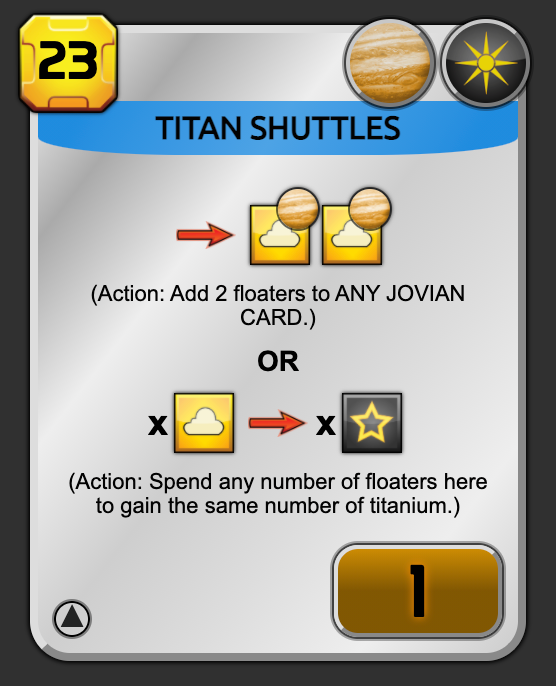 23
TITAN SHUTTLES
(Action: Add 2 floaters to ANY JOVIAN
CARD.)
OR
x x
(Action: Spend any number of floaters here
to gain the same number of titanium.)
1